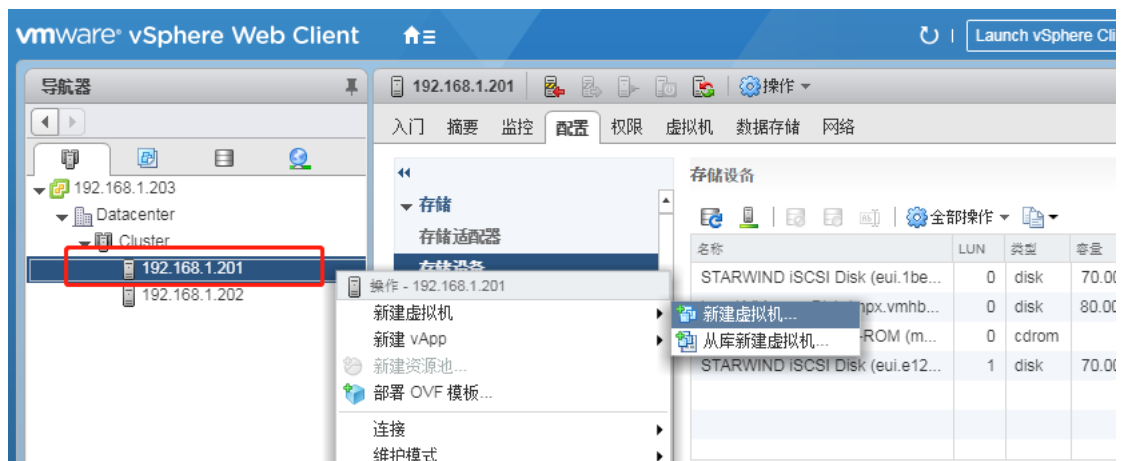 vmware® vSphere Web Client
Launch vSphere Cli
导航器
192.168.1.203
Datacenter
Cluster
192.168.1.201
192.168.1.202
192.168.1.201
操作
入门 摘要 监控 配置 权限 虚拟机 数据存储 网络
存储
存储适配器
存储设备
存储设备
全部操作
名称 LUN 类型 容量
STARWIND iSCSI Disk (eui.1be... 0 disk 70.00
mpx.vmhb... 0 disk 80.00
-ROM (m... 0 cdrom
STARWIND iSCSI Disk (eui.e12... 1 disk 70.00
操作 - 192.168.1.201
新建虚拟机
新建 vApp
新建资源池...
部署 OVF 模板...
连接
维护模式
新建虚拟机...
从库新建虚拟机...